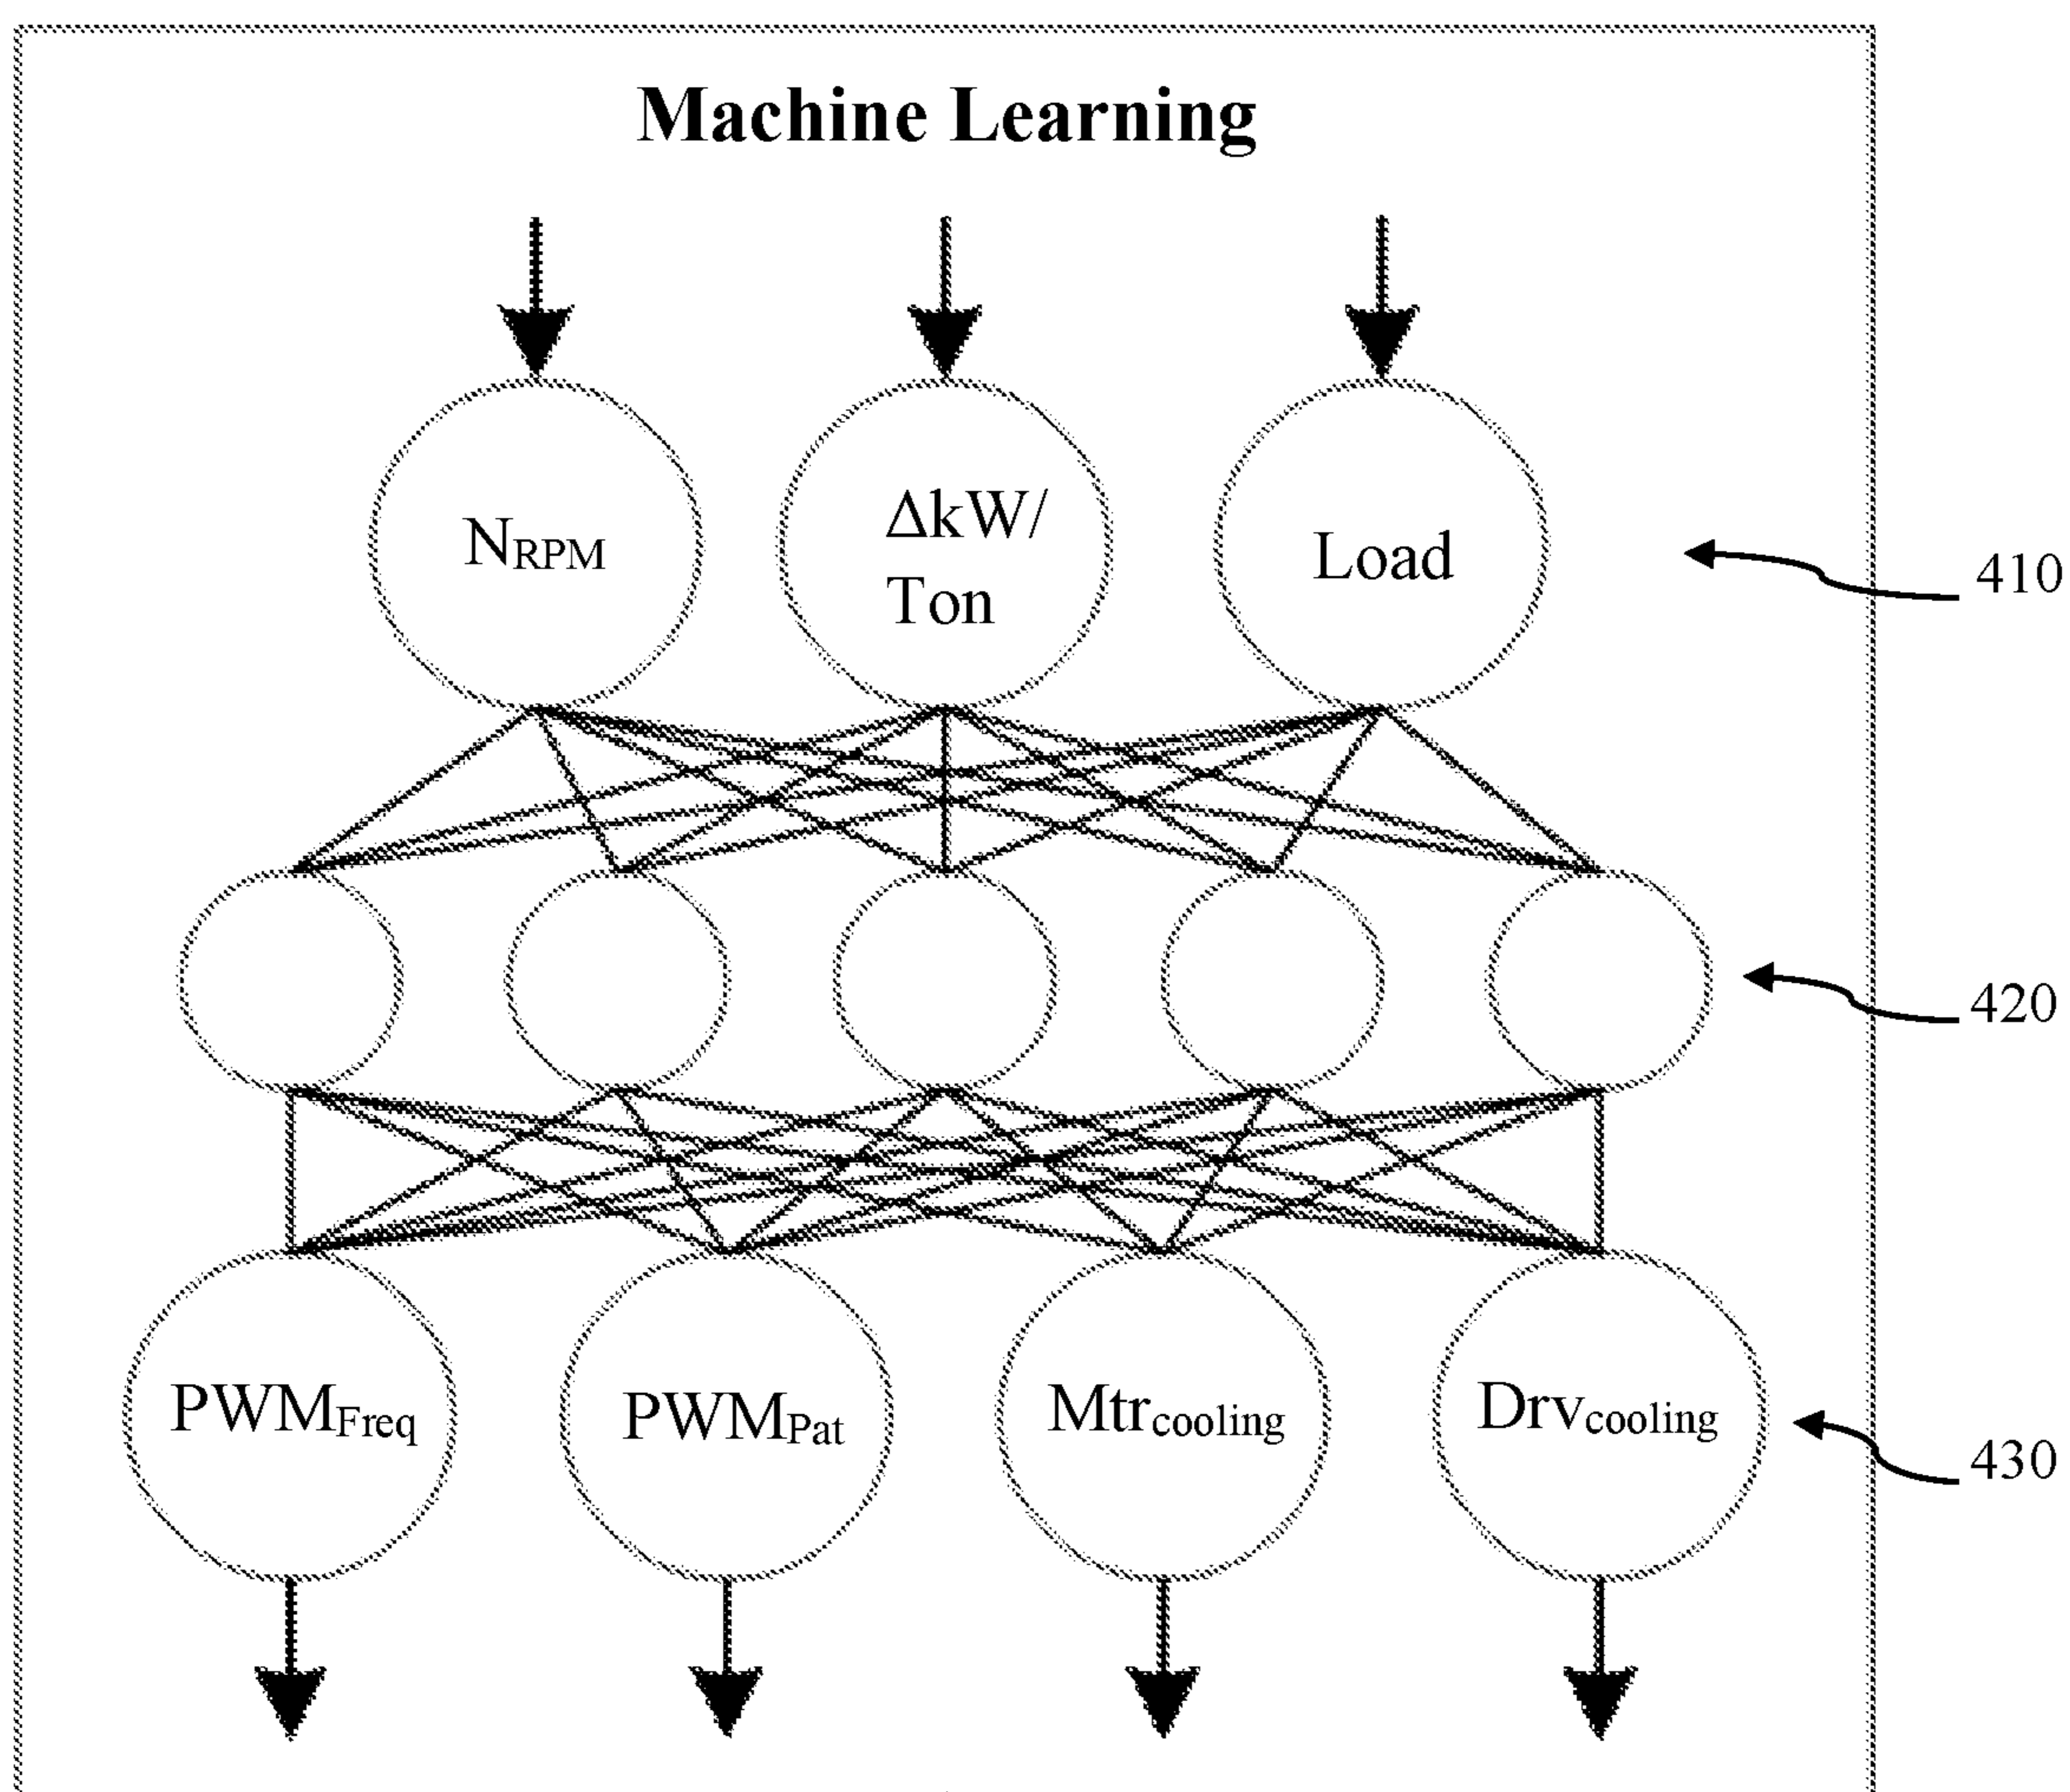 Machine Learning
NRPM
ΔkW/
Ton
Load
410
420
PWMFreq
PWMPat
Mtrcooling
Drvcooling
430